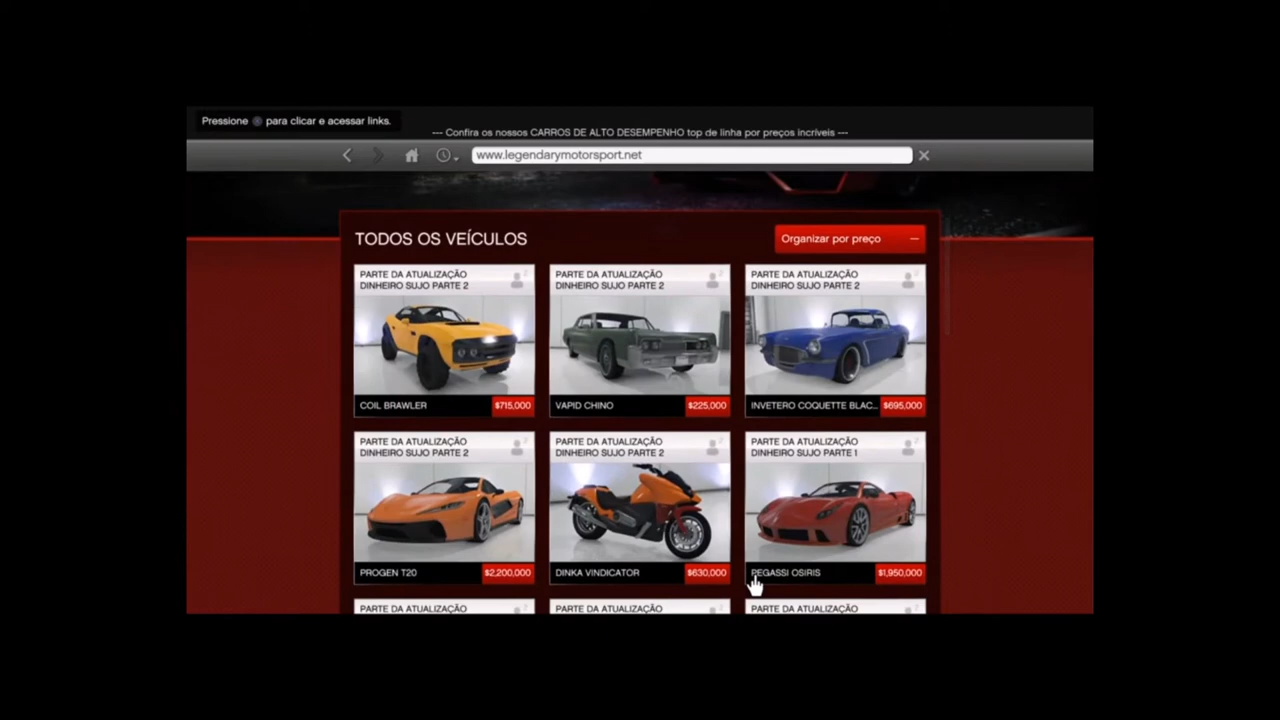 Pressione para clicar e acessar links.
--- Confira os nossos CARROS DE ALTO DESEMPENHO top de linha por preços incríveis ---
www.legendarymotorsport.net
TODOS OS VEÍCULOS
Organizar por preço
PARTE DA ATUALIZAÇÃO
DINHEIRO SUJO PARTE 2
COIL BRAWLER
$715,000
PARTE DA ATUALIZAÇÃO
DINHEIRO SUJO PARTE 2
VAPID CHINO
$225,000
PARTE DA ATUALIZAÇÃO
DINHEIRO SUJO PARTE 2
INVETERO COQUETTE BLAC...
$695,000
PARTE DA ATUALIZAÇÃO
DINHEIRO SUJO PARTE 2
PROGEN T20
$2,200,000
PARTE DA ATUALIZAÇÃO
DINHEIRO SUJO PARTE 2
DINKA VINDICATOR
$630,000
PARTE DA ATUALIZAÇÃO
DINHEIRO SUJO PARTE 1
PEGASSI OSIRIS
$1,950,000
PARTE DA ATUALIZAÇÃO
PARTE DA ATUALIZAÇÃO
PARTE DA ATUALIZAÇÃO